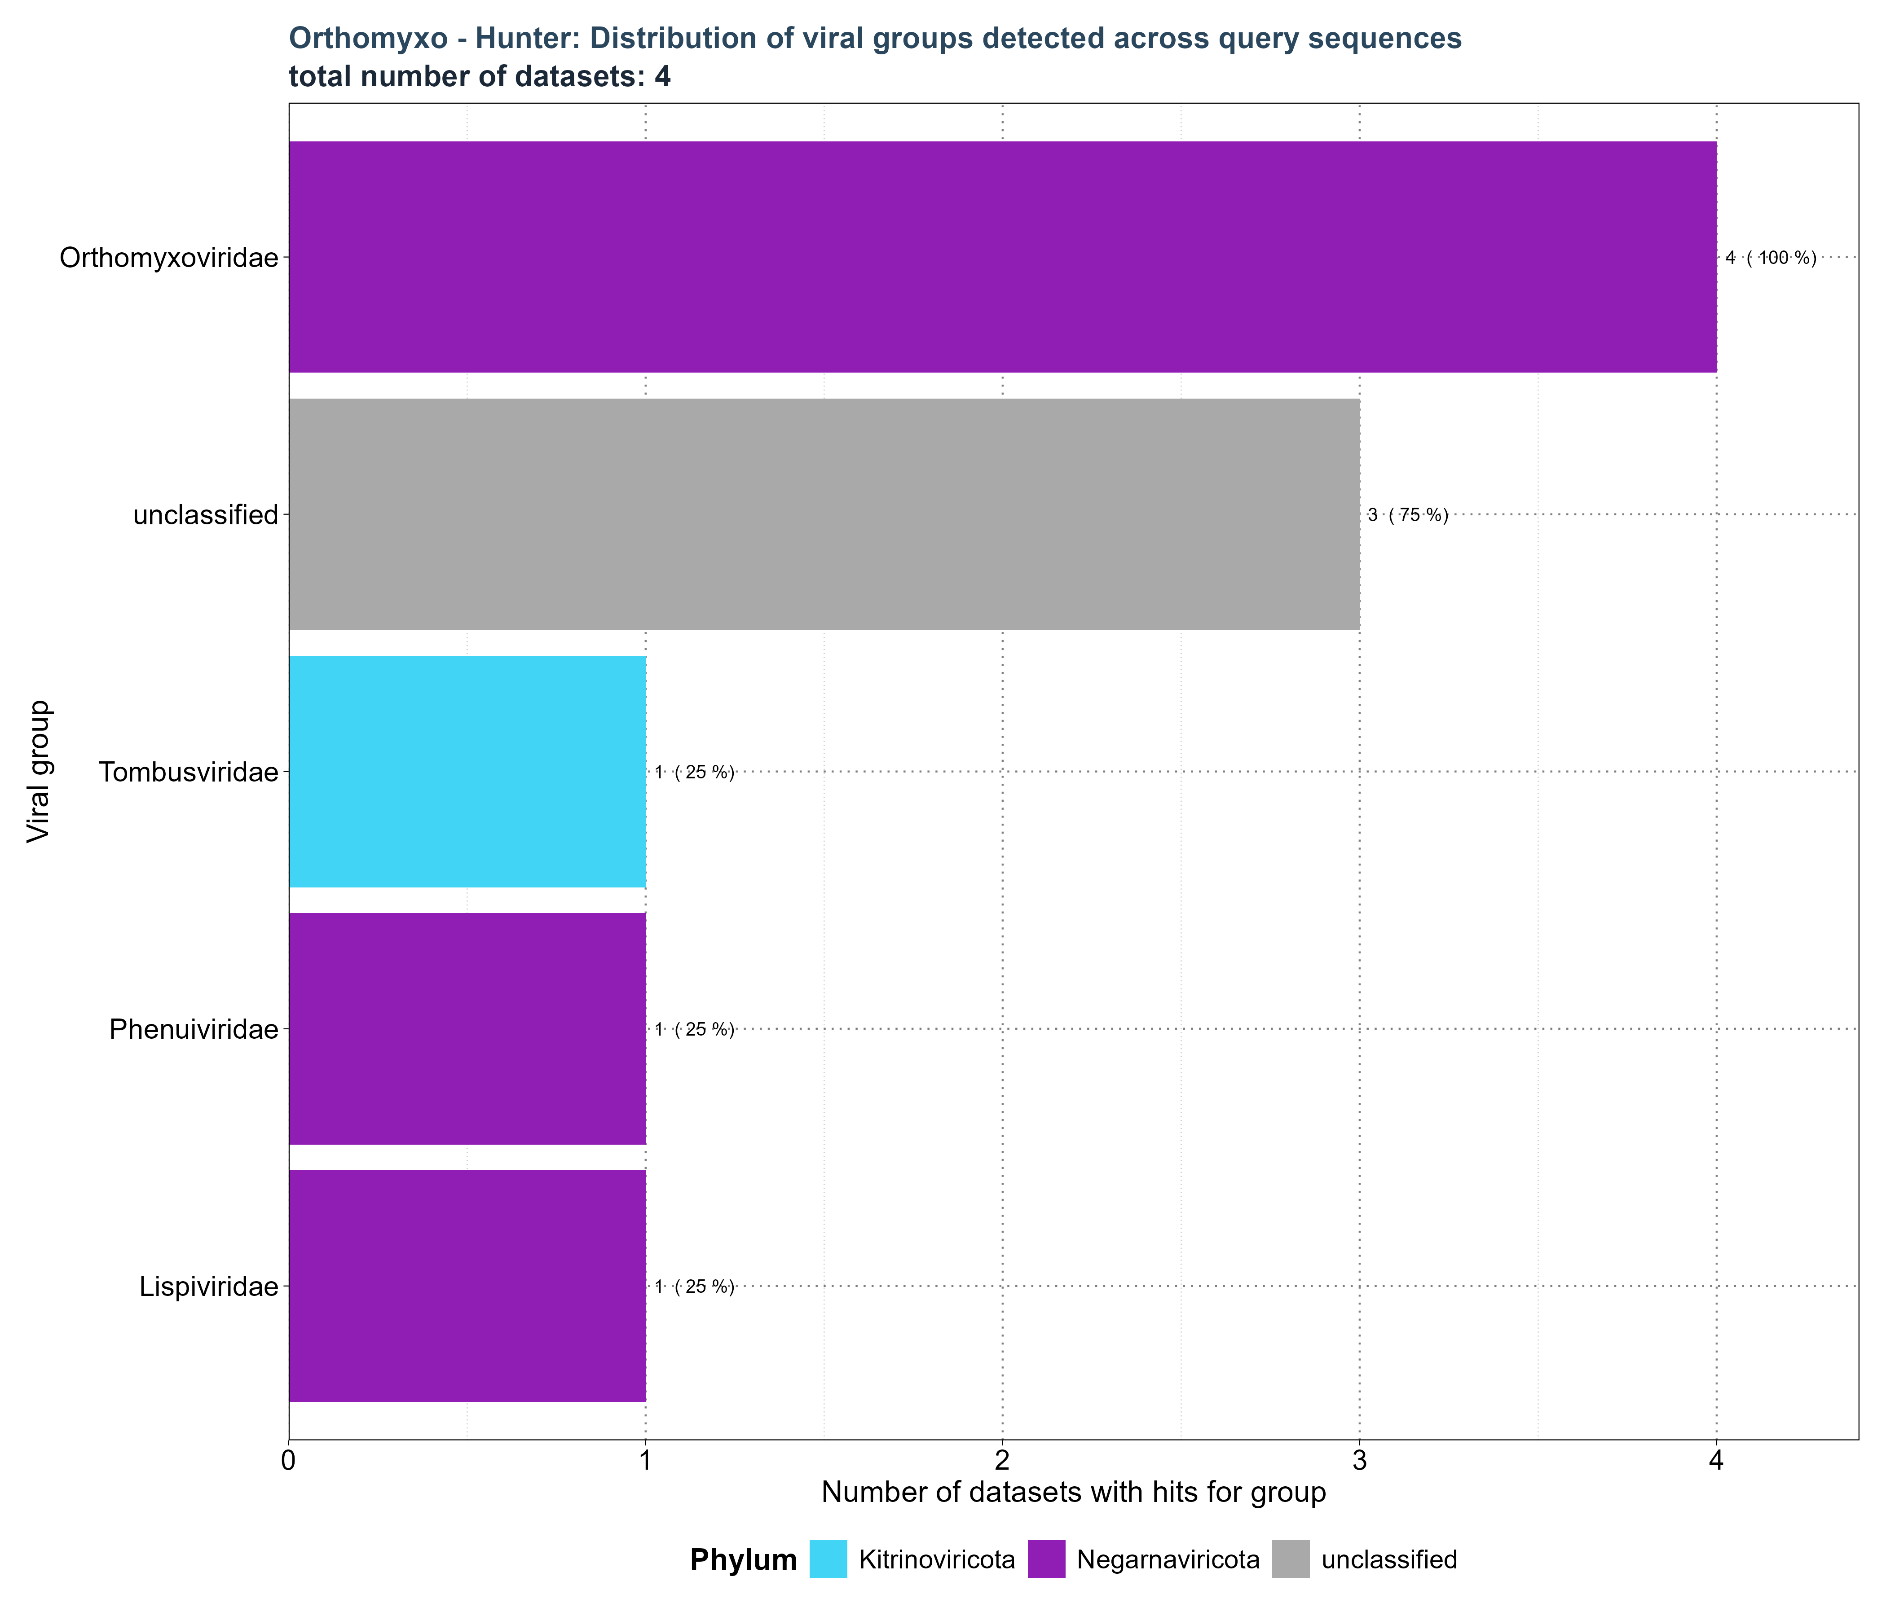 Orthomyxo - Hunter: Distribution of viral groups detected across query sequences
total number of datasets: 4
Viral group
Orthomyxoviridae
4 ( 100 %)
unclassified
3 ( 75 %)
Tombusviridae
1 ( 25 %)
Phenuiviridae
1 ( 25 %)
Lispiviridae
1 ( 25 %)
0 1 2 3 4
Number of datasets with hits for group
Phylum Kitrinoviricota Negarnaviricota unclassified